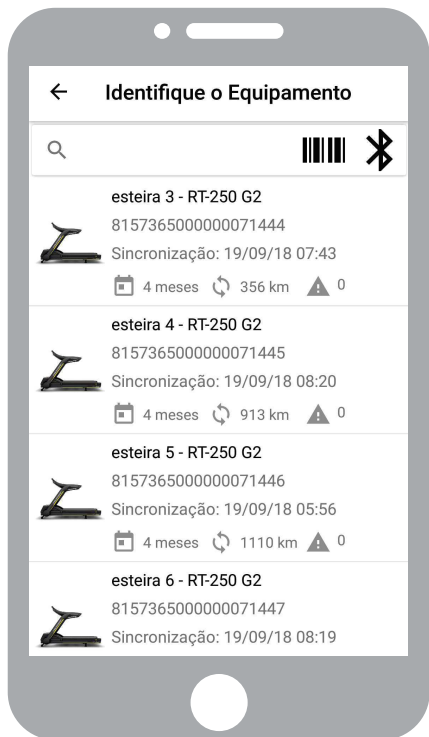 Identifique o Equipamento
esteira 3 - RT-250 G2
8157365000000071444
Sincronização: 19/09/18 07:43
4 meses 356 km 0
esteira 4 - RT-250 G2
8157365000000071445
Sincronização: 19/09/18 08:20
4 meses 913 km 0
esteira 5 - RT-250 G2
8157365000000071446
Sincronização: 19/09/18 05:56
4 meses 1110 km 0
esteira 6 - RT-250 G2
8157365000000071447
Sincronização: 19/09/18 08:19